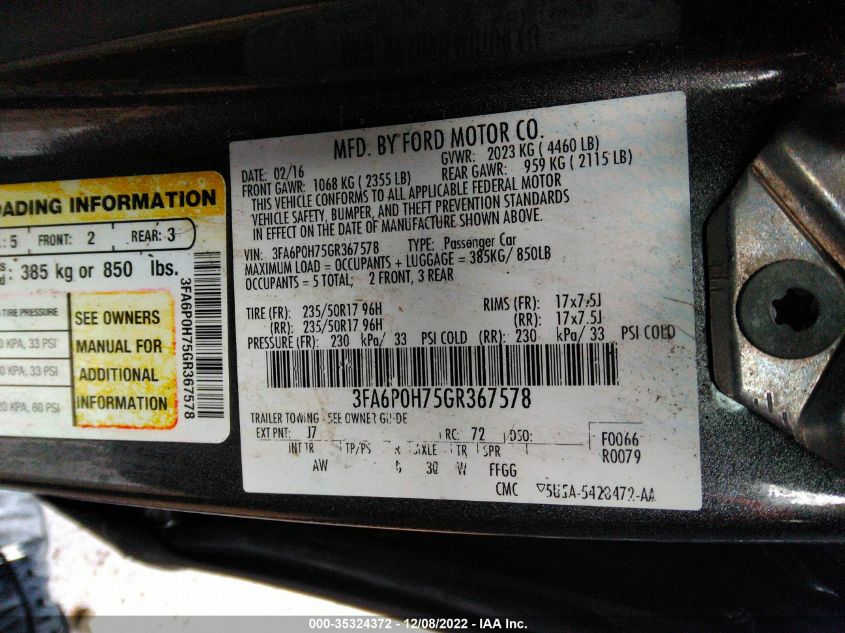 OADING INFORMATION
: 5 FRONT: 2 REAR: 3
385 kg or 850 lbs.
TIRE PRESSURE
KPA, 33 PSI
KPA, 33 PSI
20 KPA, 60 PSI
SEE OWNERS
MANUAL FOR
ADDITIONAL
INFORMATION
3FA6P0H75GR367578
MFD. BY FORD MOTOR CO.
DATE: 02/16 GVWR: 2023 KG ( 4460 LB)
FRONT GAWR: 1068 KG ( 2355 LB) REAR GAWR: 959 KG ( 2115 LB)
THIS VEHICLE CONFORMS TO ALL APPLICABLE FEDERAL MOTOR
VEHICLE SAFETY, BUMPER, AND THEFT PREVENTION STANDARDS
IN EFFECT ON THE DATE OF MANUFACTURE SHOWN ABOVE.
VIN: 3FA6P0H75GR367578 TYPE: Passenger Car
MAXIMUM LOAD = OCCUPANTS + LUGGAGE = 385KG/ 850LB
OCCUPANTS = 5 TOTAL, 2 FRONT, 3 REAR
TIRE (FR): 235/50R17 96H RIMS (FR): 17x7.5J
(RR): 235/50R17 96H (RR): 17x7.5J
PRESSURE (FR): 230 kPa/ 33 PSI COLD (RR): 230 kPa/ 33 PSI COLD
3FA6P0H75GR367578
TRAILER TOWING - SEE OWNER GUIDE
EXT PNT: J7 RC: 72 DSO: F0066
R0079
INT TR TP/PS R AXLE TR SPR
AW 30 W FFGG
CMC
000-35324372 - 12/08/2022 - IAA Inc.